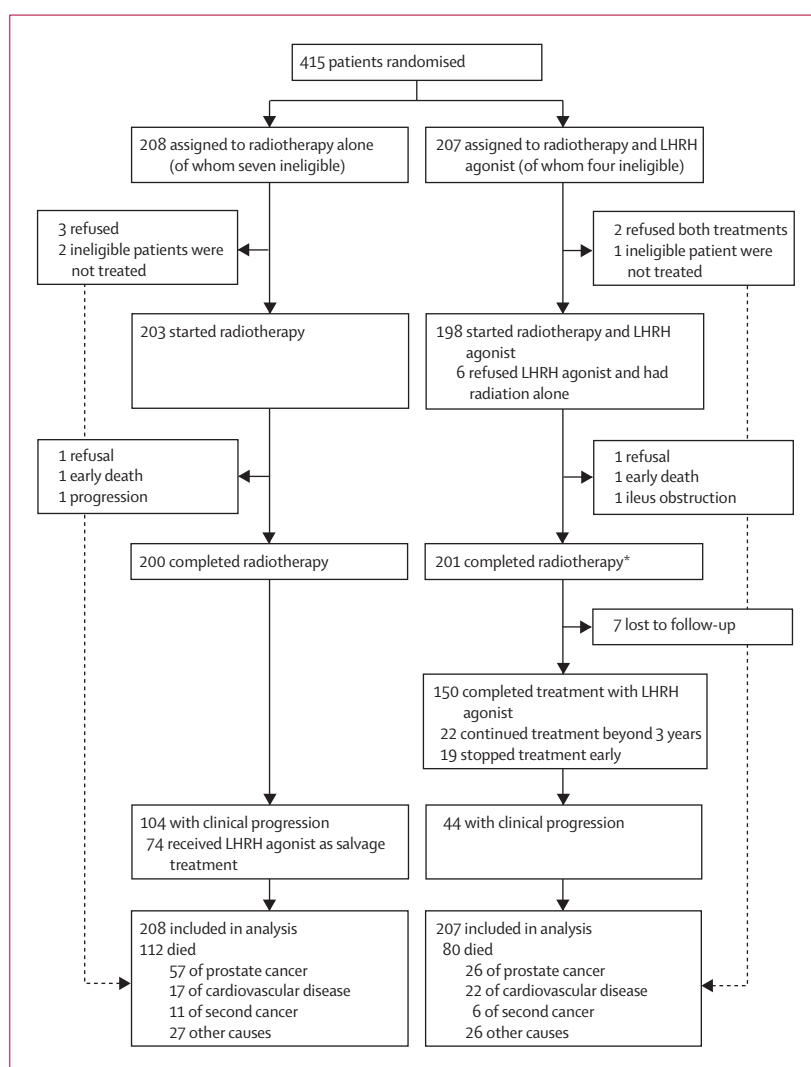 415 patients randomised
208 assigned to radiotherapy alone
(of whom seven ineligible)
207 assigned to radiotherapy and LHRH
agonist (of whom four ineligible)
3 refused
2 ineligible patients were
not treated
2 refused both treatments
1 ineligible patient were
not treated
203 started radiotherapy
198 started radiotherapy and LHRH
agonist
6 refused LHRH agonist and had
radiation alone
1 refusal
1 early death
1 progression
1 refusal
1 early death
1 ileus obstruction
200 completed radiotherapy
201 completed radiotherapy*
7 lost to follow-up
150 completed treatment with LHRH
agonist
22 continued treatment beyond 3 years
19 stopped treatment early
104 with clinical progression
74 received LHRH agonist as salvage
treatment
44 with clinical progression
208 included in analysis
112 died
57 of prostate cancer
17 of cardiovascular disease
11 of second cancer
27 other causes
207 included in analysis
80 died
26 of prostate cancer
22 of cardiovascular disease
6 of second cancer
26 other causes